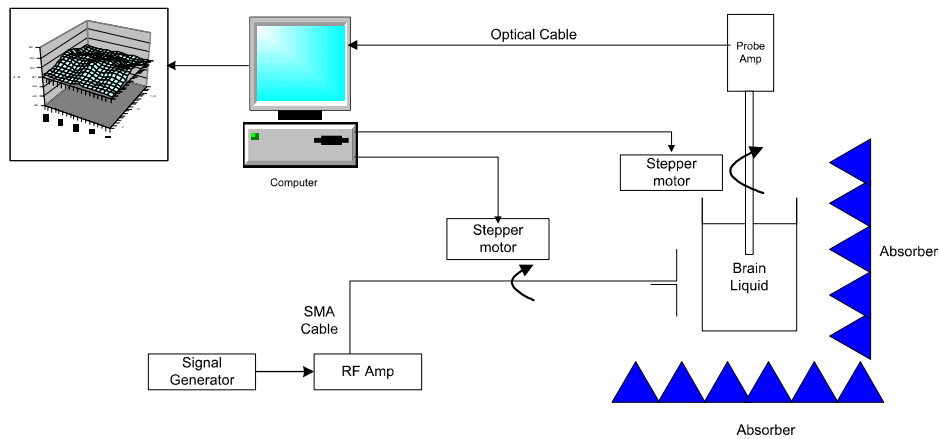 Optical Cable
Probe
Amp
Computer
Stepper
motor
Stepper
motor
Brain
Liquid
Absorber
SMA
Cable
Signal
Generator
RF Amp
Absorber